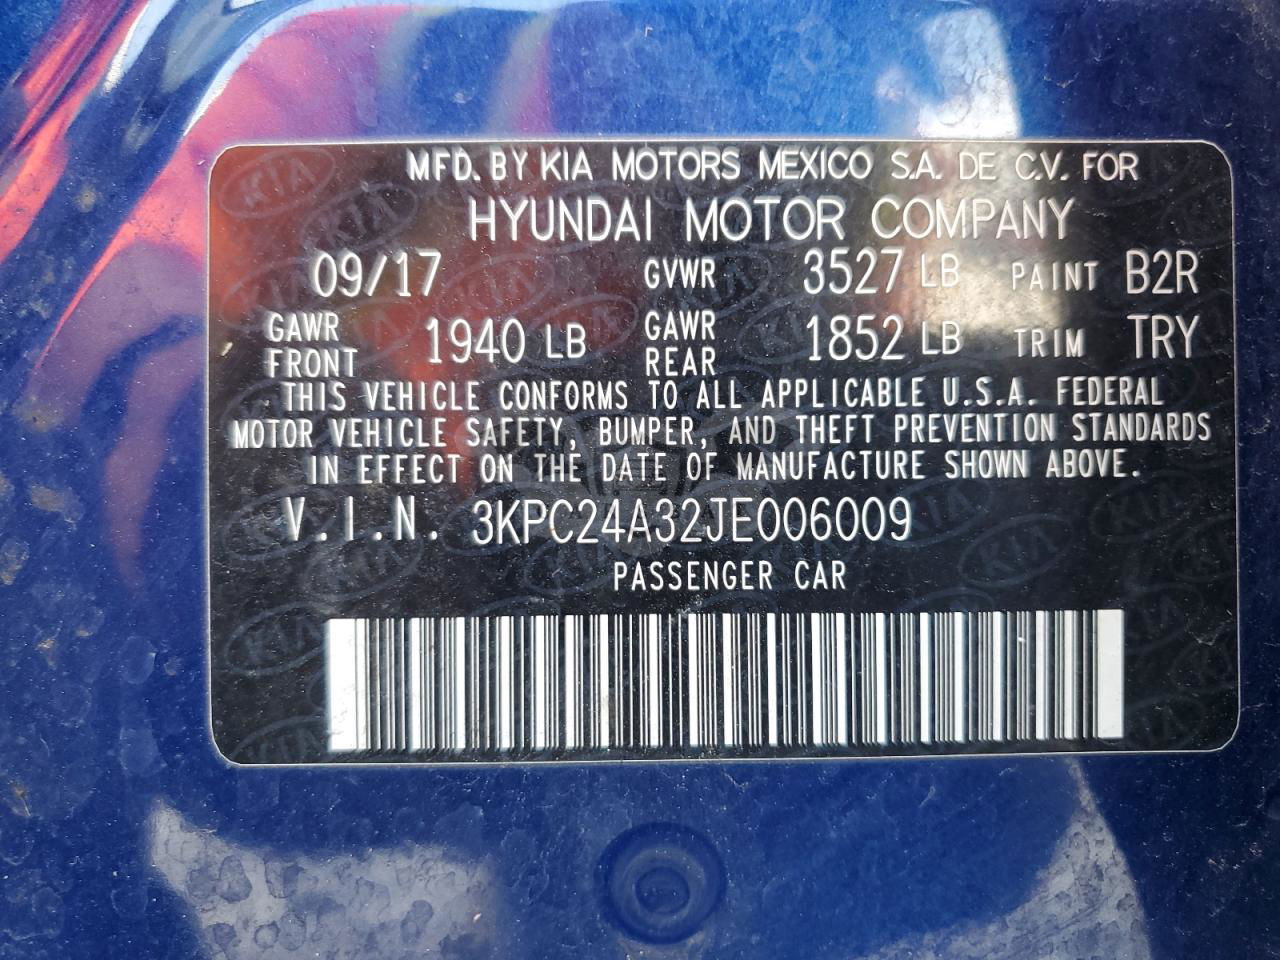 MFD. BY KIA MOTORS MEXICO S.A. DE C.V. FOR
HYUNDAI MOTOR COMPANY
09/17 GVWR 3527 LB PAINT B2R
GAWR FRONT 1940 LB GAWR REAR 1852 LB TRIM TRY
THIS VEHICLE CONFORMS TO ALL APPLICABLE U.S.A. FEDERAL
MOTOR VEHICLE SAFETY, BUMPER, AND THEFT PREVENTION STANDARDS
IN EFFECT ON THE DATE OF MANUFACTURE SHOWN ABOVE.
V.I.N. 3KPC24A32JE006009
PASSENGER CAR